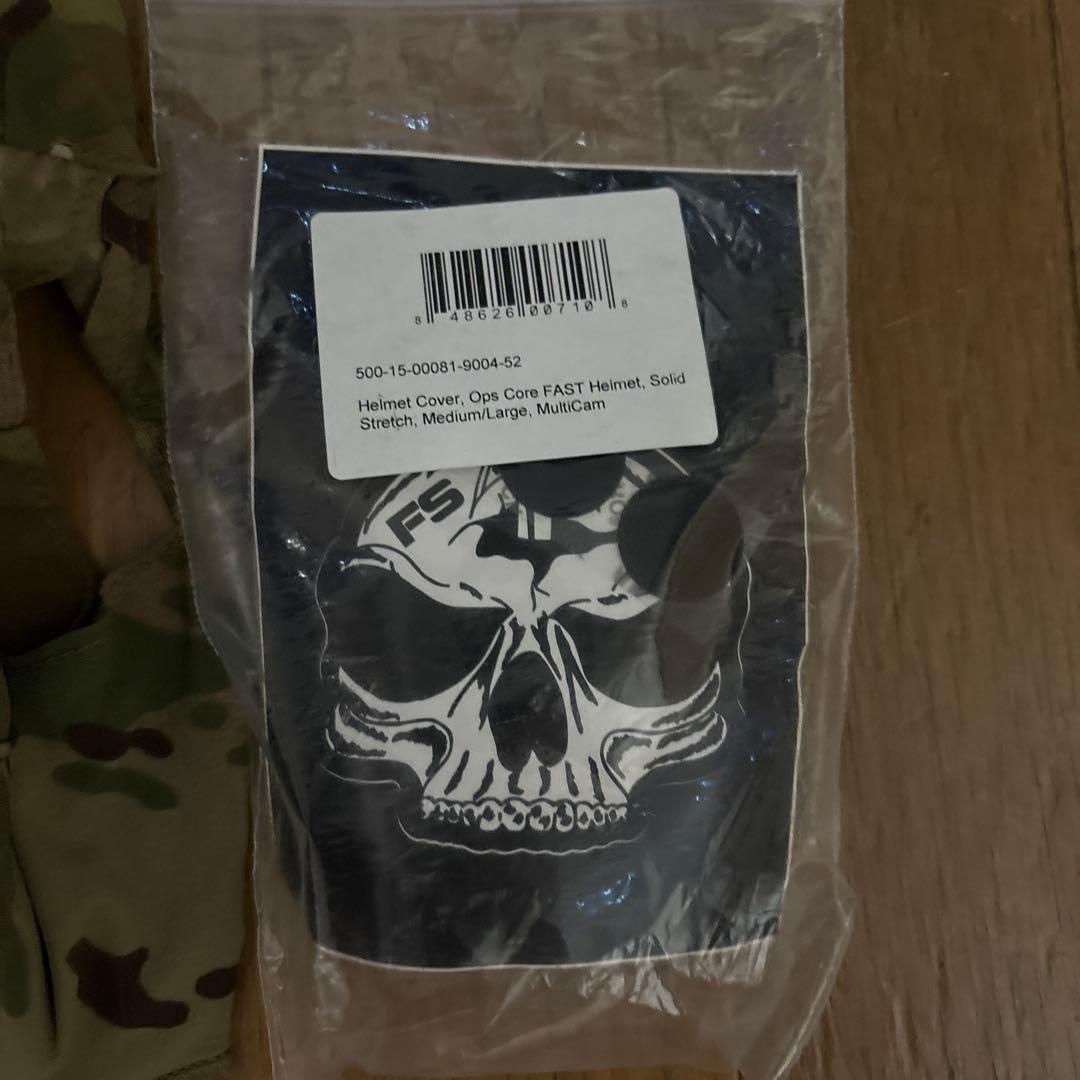 8 48626 00710 8
500-15-00081-9004-52
Helmet Cover, Ops Core FAST Helmet, Solid
Stretch, Medium/Large, MultiCam
FS